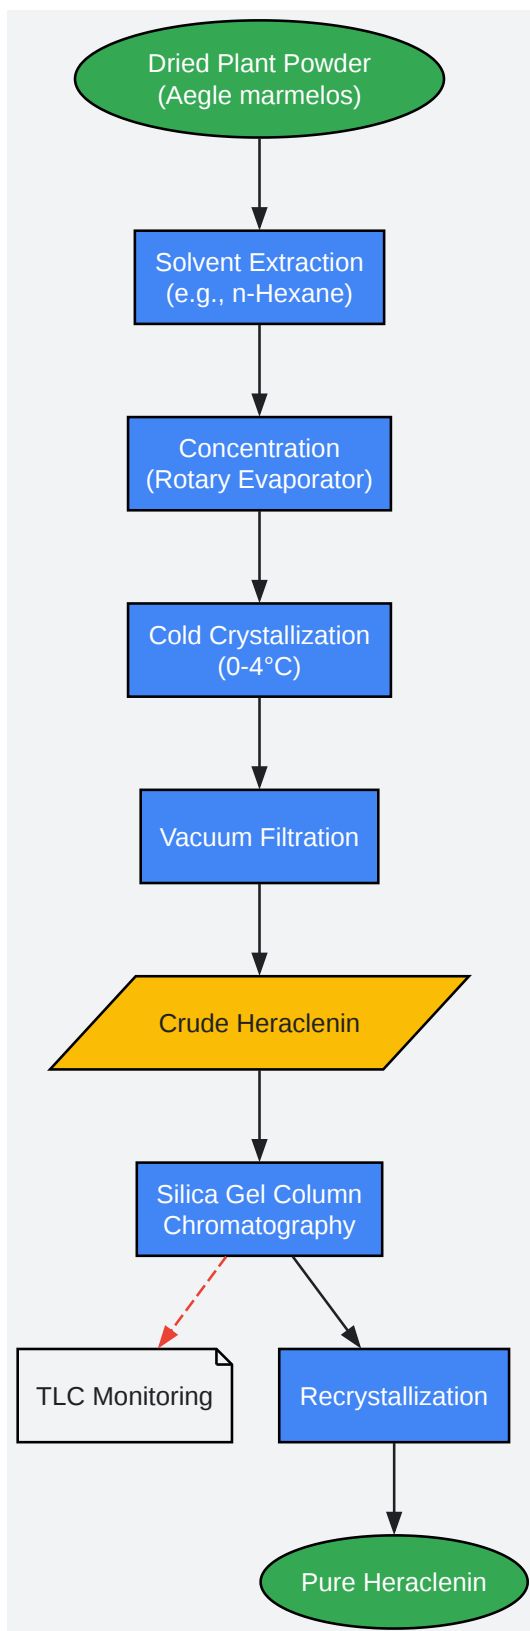 Dried Plant Powder
(Aegle marmelos)
Solvent Extraction
(e.g., n-Hexane)
Concentration
(Rotary Evaporator)
Cold Crystallization
(0-4°C)
Vacuum Filtration
Crude Heraclenin
Silica Gel Column
Chromatography
TLC Monitoring
Recrystallization
Pure Heraclenin